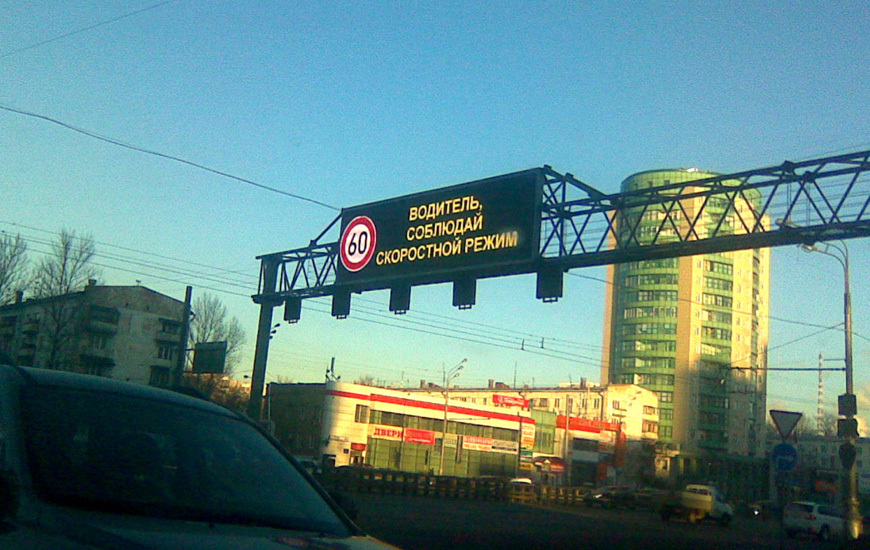 60
ВОДИТЕЛЬ,
СОБЛЮДАЙ
СКОРОСТНОЙ РЕЖИМ
ДВЕРИ